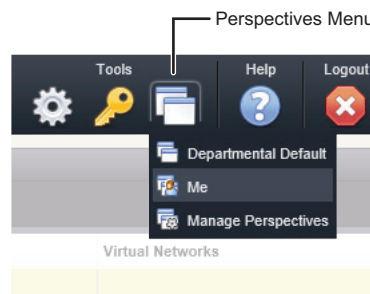 Perspectives Menu
Tools Help Logout
Departmental Default
Me
Manage Perspectives
Virtual Networks